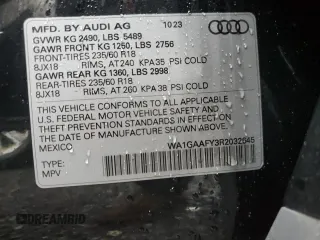 MFD. BY AUDI AG 10 23
GVWR KG 2490, LBS 5489
GAWR FRONT KG 1250, LBS 2756
FRONT-TIRES 235/60 R18
8JX18 RIMS, AT 240 KPA 35 PSI COLD
GAWR REAR KG 1360, LBS 2998
REAR-TIRES 235/60 R18
8JX18 RIMS, AT 260 KPA 38 PSI COLD
THIS VEHICLE CONFORMS TO ALL APPLICABLE
U.S. FEDERAL MOTOR VEHICLE SAFETY, BUMPER,
AND THEFT PREVENTION STANDARDS IN EFFECT
ON THE DATE OF MANUFACTURE SHOWN ABOVE.
MEXICO
WA1GAAFY3R2032545
TYPE:
MPV
DREAMBID